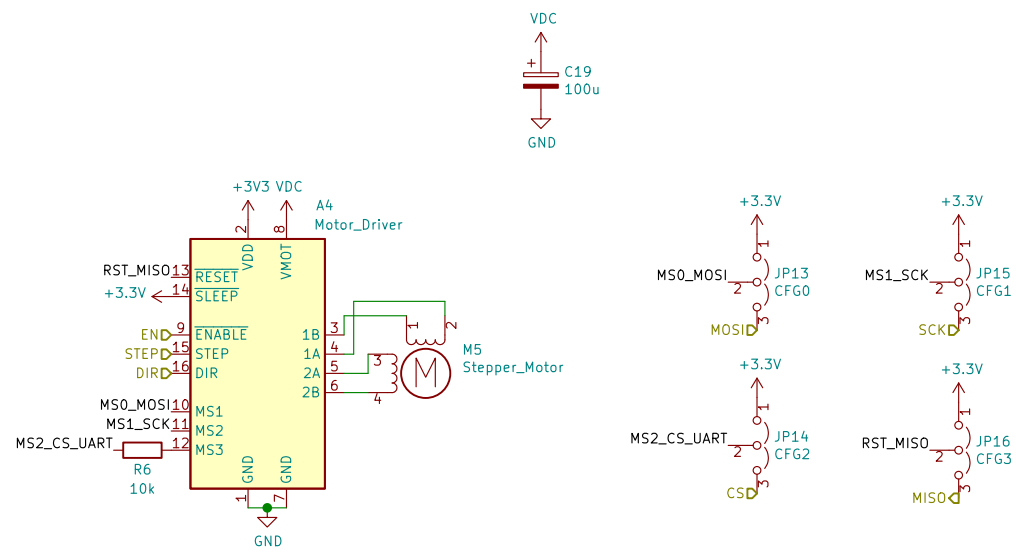 VDC
+
C19
100u
GND
+3V3 VDC
A4
Motor_Driver
2
8
VDD
VMOT
RST_MISO 13 RESET
+3.3V 14 SLEEP
EN 9 ENABLE
STEP 15 STEP
DIR 16 DIR
MS0_MOSI 10 MS1
MS1_SCK 11 MS2
MS2_CS_UART 12 MS3
R6
10k
1B 3
1A 4
2A 5
2B 6
1
2
3
4
M
M5
Stepper_Motor
GND
GND
1
7
GND
+3.3V
1
MS0_MOSI
2
JP13
CFG0
3
MOSI
+3.3V
1
MS1_SCK
2
JP15
CFG1
3
SCK
+3.3V
1
MS2_CS_UART
2
JP14
CFG2
3
CS
+3.3V
1
RST_MISO
2
JP16
CFG3
3
MISO